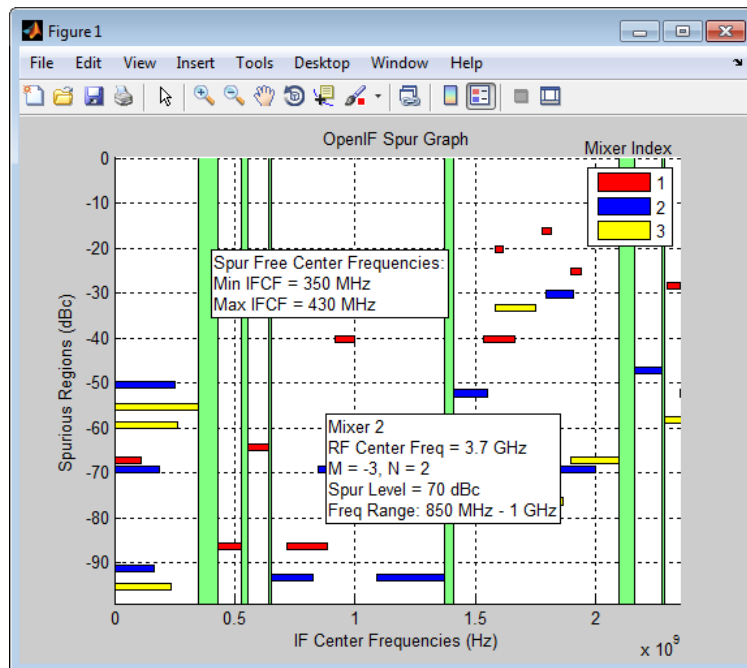 Figure 1
File Edit View Insert Tools Desktop Window Help
OpenIF Spur Graph
Mixer Index
1
2
3
0
-10
-20
-30
-40
-50
-60
-70
-80
-90
Spurious Regions (dBc)
Spur Free Center Frequencies:
Min IFCF = 350 MHz
Max IFCF = 430 MHz
Mixer 2
RF Center Freq = 3.7 GHz
M = -3, N = 2
Spur Level = 70 dBc
Freq Range: 850 MHz - 1 GHz
0 0.5 1 1.5 2
IF Center Frequencies (Hz)
x 10^9